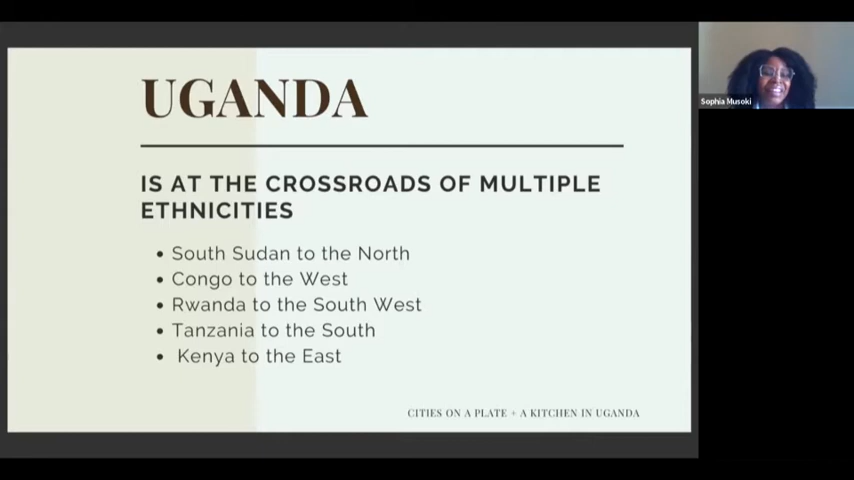 UGANDA
IS AT THE CROSSROADS OF MULTIPLE
ETHNICITIES
• South Sudan to the North
• Congo to the West
• Rwanda to the South West
• Tanzania to the South
• Kenya to the East
CITIES ON A PLATE + A KITCHEN IN UGANDA
Sophia Musoki